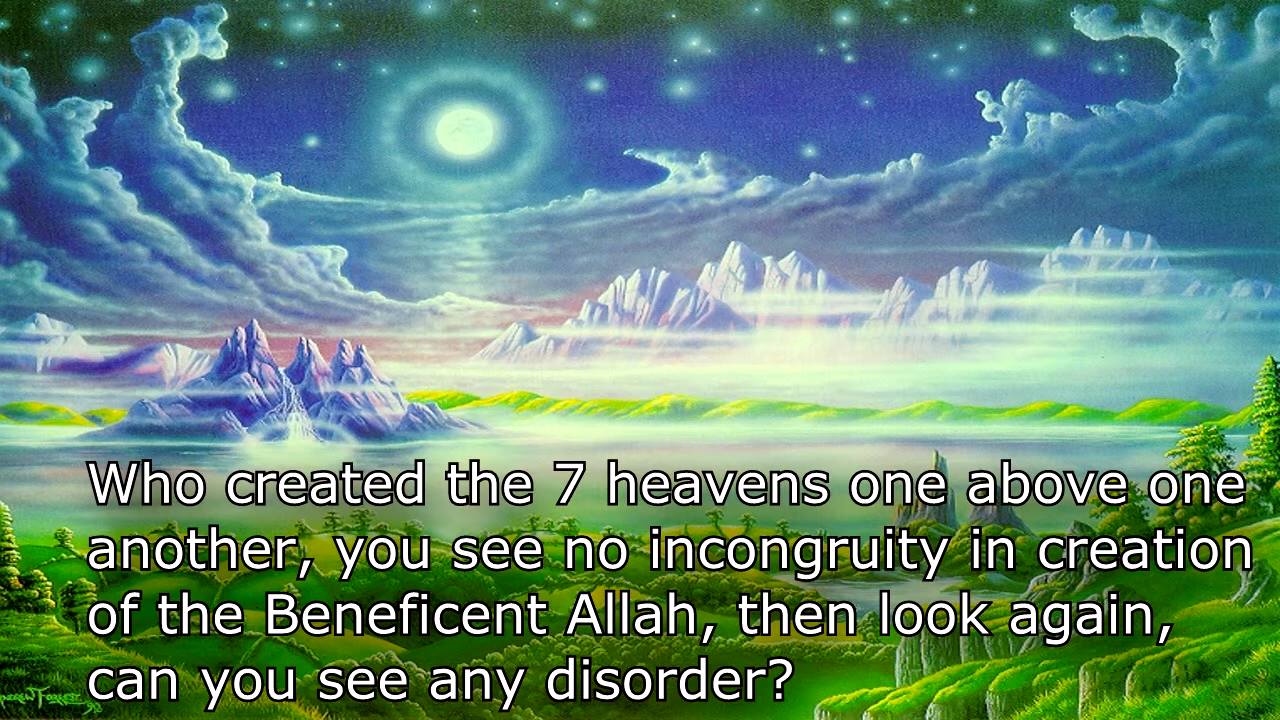 Who created the 7 heavens one above one
another, you see no incongruity in creation
of the Beneficent Allah, then look again,
can you see any disorder?